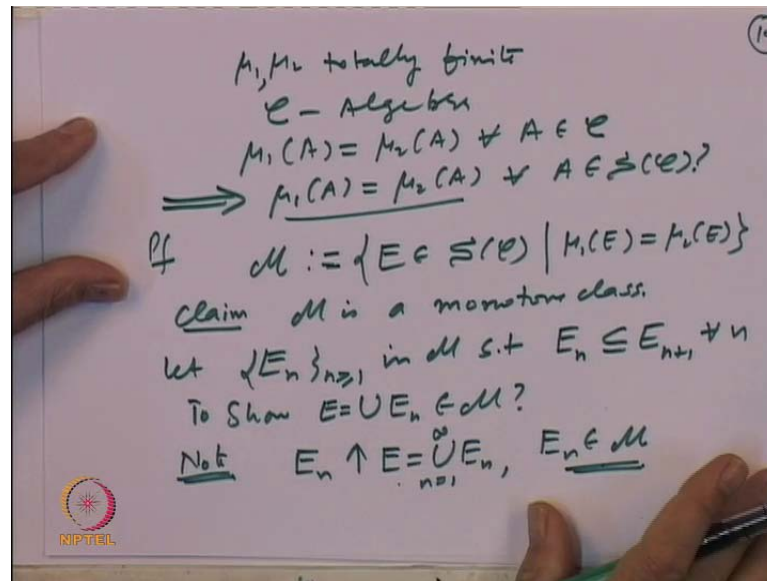 μ₁, μ₂ totally finite
𝒞 - Algebra
μ₁(A) = μ₂(A) ∀ A ∈ 𝒞
⟹ μ₁(A) = μ₂(A) ∀ A ∈ S(𝒞)?
Pf ℳ := {E ∈ S(𝒞) | μ₁(E) = μ₂(E)}
Claim ℳ is a monotone class.
Let {Eₙ}ₙ≥₁ in ℳ s.t Eₙ ⊆ Eₙ₊₁ ∀ n
To Show E = ∪ Eₙ ∈ ℳ?
Note Eₙ ↑ E = ∪_{n=1}^{∞} Eₙ, Eₙ ∈ ℳ
NPTEL